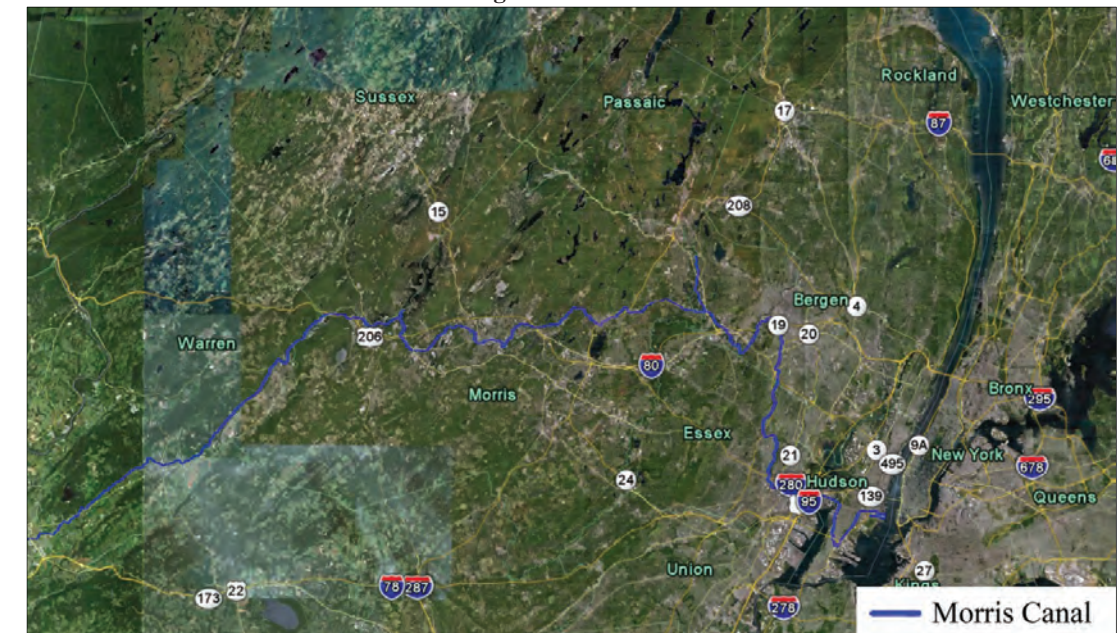 Rockland
Sussex
Passaic
Westchester
17
87
68
15
208
Bergen
4
19
20
206
Warren
80
Bronx
295
Morris
Essex
21
3
9A
495
New York
678
24
280
Hudson
139
95
Queens
Union
27
Kings
78
287
22
173
278
Morris Canal